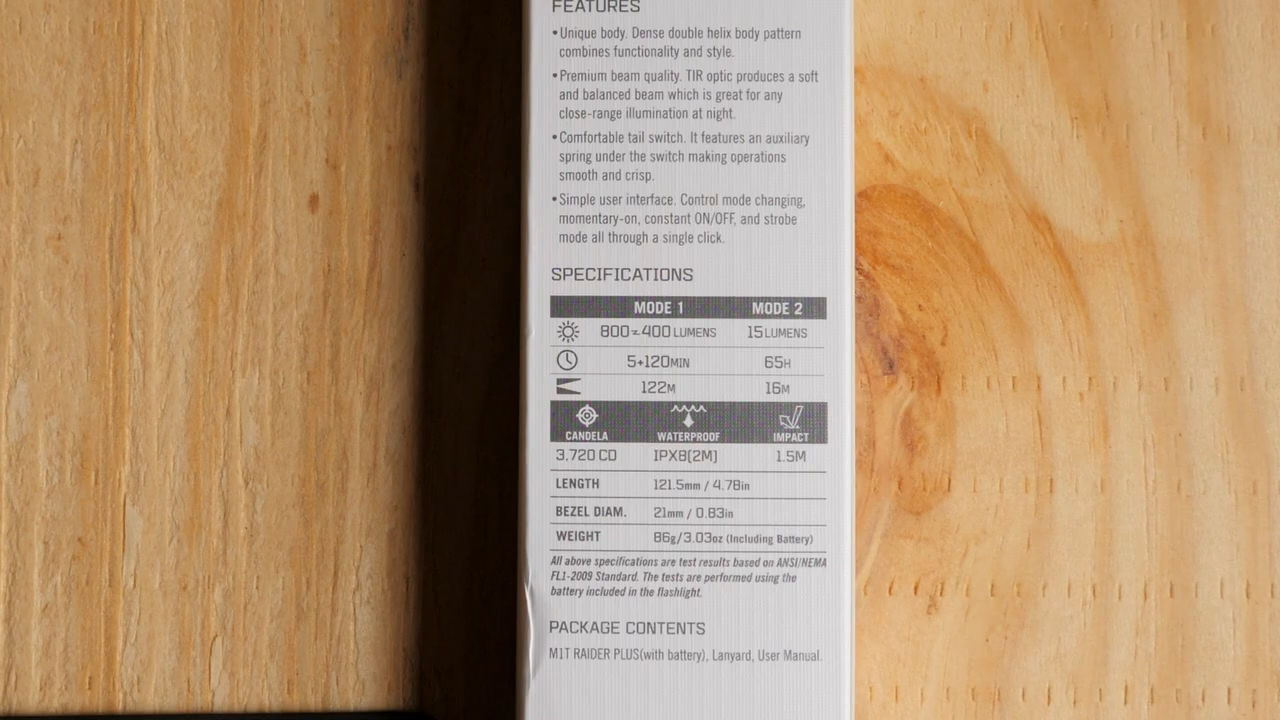 FEATURES
•Unique body. Dense double helix body pattern
combines functionality and style.
•Premium beam quality. TIR optic produces a soft
and balanced beam which is great for any
close-range illumination at night.
•Comfortable tail switch. It features an auxiliary
spring under the switch making operations
smooth and crisp.
•Simple user interface. Control mode changing,
momentary-on, constant ON/OFF, and strobe
mode all through a single click.
SPECIFICATIONS
MODE 1 MODE 2
800~400 LUMENS 15 LUMENS
5+120MIN 65H
122M 16M
CANDELA WATERPROOF IMPACT
3,720 CD IPX8(2M) 1.5M
LENGTH 121.5mm / 4.78in
BEZEL DIAM. 21mm / 0.83in
WEIGHT 86g/3.03oz (Including Battery)
All above specifications are test results based on ANSI/NEMA
FL1-2009 Standard. The tests are performed using the
battery included in the flashlight.
PACKAGE CONTENTS
M1T RAIDER PLUS(with battery), Lanyard, User Manual.